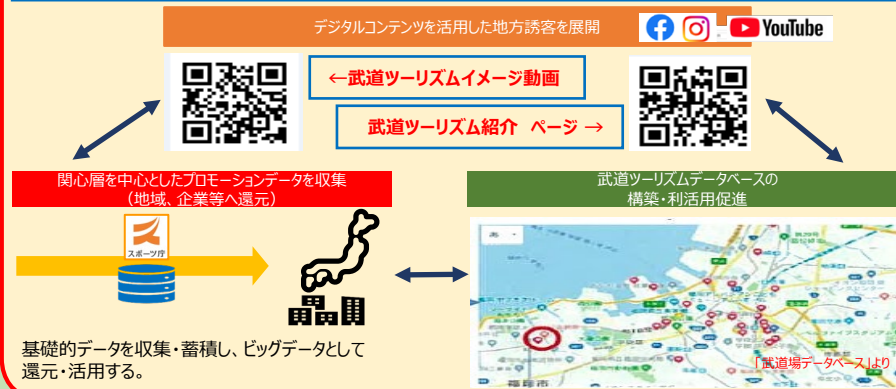 デジタルコンテンツを活用した地方誘客を展開
YouTube
←武道ツーリズムイメージ動画
武道ツーリズム紹介 ページ →
関心層を中心としたプロモーションデータを収集
（地域、企業等へ還元）
武道ツーリズムデータベースの
構築・利活用促進
スポーツ庁
基礎的データを収集・蓄積し、ビッグデータとして
還元・活用する。
「武道場データベース」より
福岡市